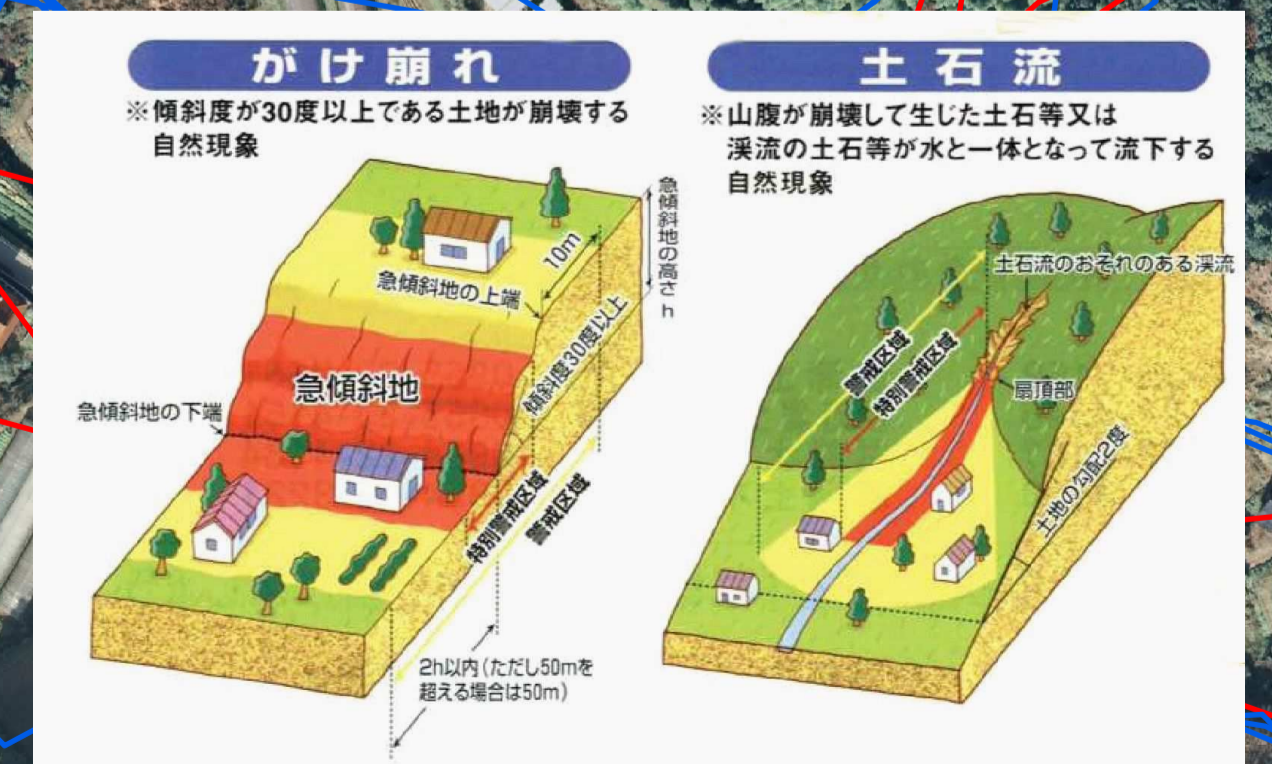 がけ崩れ
※傾斜度が30度以上である土地が崩壊する
自然現象
急傾斜地の高さ
h
10m
急傾斜地の上端
傾斜度30度以上
急傾斜地
急傾斜地の下端
特別警戒区域
警戒区域
2h以内(ただし50mを
超える場合は50m)
土石流
※山腹が崩壊して生じた土石等又は
渓流の土石等が水と一体となって流下する
自然現象
土石流のおそれのある渓流
警戒区域
特別警戒区域
扇頂部
土地の勾配2度